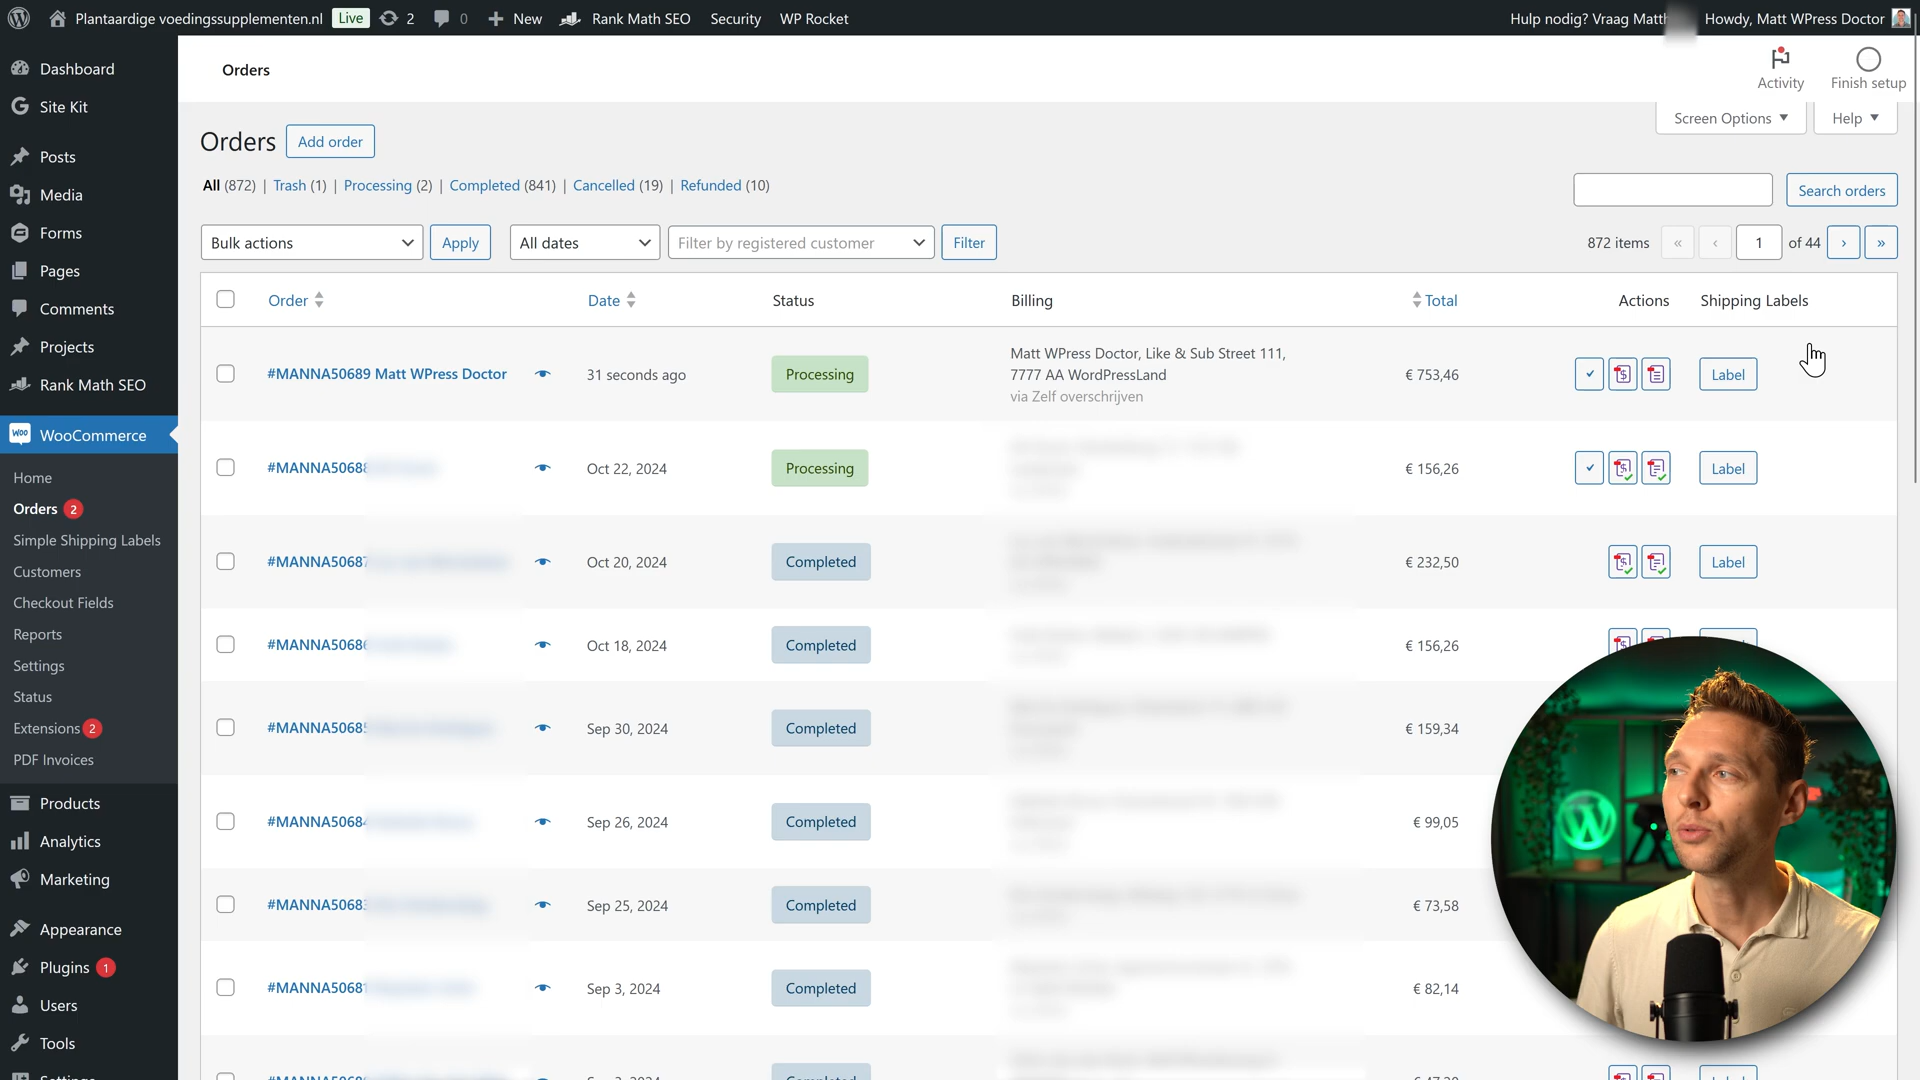 Plantaardige voedingssupplementen.nl Live 2 0 New Rank Math SEO Security WP Rocket
Hulp nodig? Vraag Matth Howdy, Matt WPress Doctor
Dashboard
Site Kit
Posts
Media
Forms
Pages
Comments
Projects
Rank Math SEO
WooCommerce
Home
Orders 2
Simple Shipping Labels
Customers
Checkout Fields
Reports
Settings
Status
Extensions 2
PDF Invoices
Products
Analytics
Marketing
Appearance
Plugins 1
Users
Tools
Orders
Activity
Finish setup
Screen Options
Help
Orders
Add order
All (872) | Trash (1) | Processing (2) | Completed (841) | Cancelled (19) | Refunded (10)
Search orders
Bulk actions Apply All dates Filter by registered customer Filter
872 items « ‹ 1 of 44 › »
Order Date Status Billing Total Actions Shipping Labels
#MANNA50689 Matt WPress Doctor 31 seconds ago Processing
Matt WPress Doctor, Like & Sub Street 111,
7777 AA WordPressLand
via Zelf overschrijven
€ 753,46 Label
#MANNA50688 Oct 22, 2024 Processing € 156,26 Label
#MANNA50687 Oct 20, 2024 Completed € 232,50 Label
#MANNA50686 Oct 18, 2024 Completed € 156,26
#MANNA50685 Sep 30, 2024 Completed € 159,34
#MANNA50684 Sep 26, 2024 Completed € 99,05
#MANNA50683 Sep 25, 2024 Completed € 73,58
#MANNA50681 Sep 3, 2024 Completed € 82,14